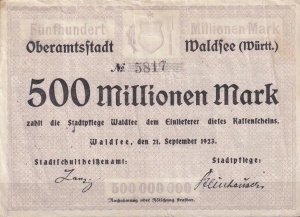 Fünfhundert Millionen Mark
Oberamtsstadt Waldsee (Württ.)
№ 5817
500 Millionen Mark
zahlt die Stadtpflege Waldsee dem Einlieferer dieses Kassenscheins.
Waldsee, den 21. September 1923.
Stadtschultheißenamt: Stadtpflege:
500 000 000
Nachahmung oder Fälschung strafbar.